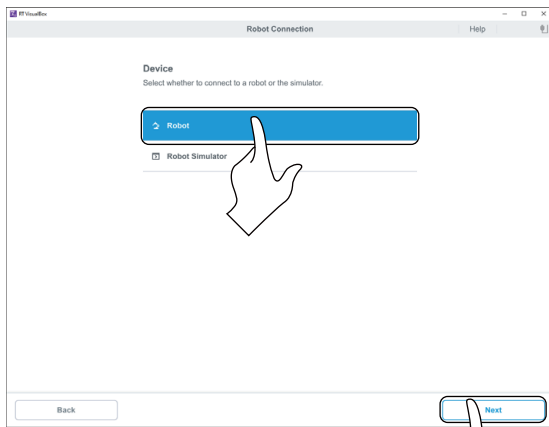 RT VisualBox
Robot Connection
Help
Device
Select whether to connect to a robot or the simulator.
Robot
Robot Simulator
Back
Next